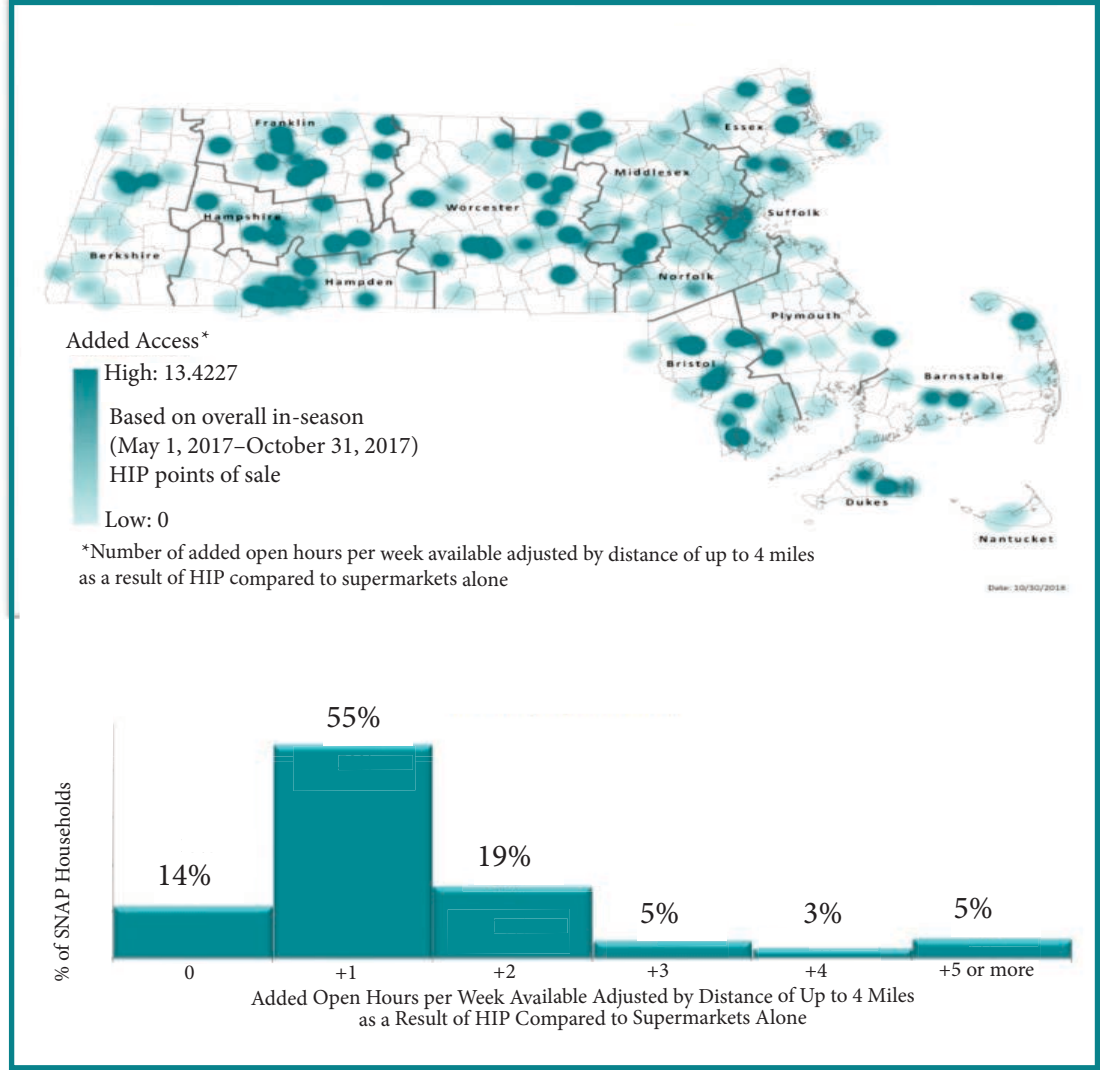 Franklin
Essex
Middlesex
Worcester
Hampshire
Suffolk
Berkshire
Hampden
Norfolk
Plymouth
Bristol
Barnstable
Dukes
Nantucket
Added Access*
High: 13.4227
Based on overall in-season
(May 1, 2017–October 31, 2017)
HIP points of sale
Low: 0
*Number of added open hours per week available adjusted by distance of up to 4 miles
as a result of HIP compared to supermarkets alone
Date: 10/30/2018
% of SNAP Households
14%
55%
19%
5%
3%
5%
0
+1
+2
+3
+4
+5 or more
Added Open Hours per Week Available Adjusted by Distance of Up to 4 Miles
as a Result of HIP Compared to Supermarkets Alone